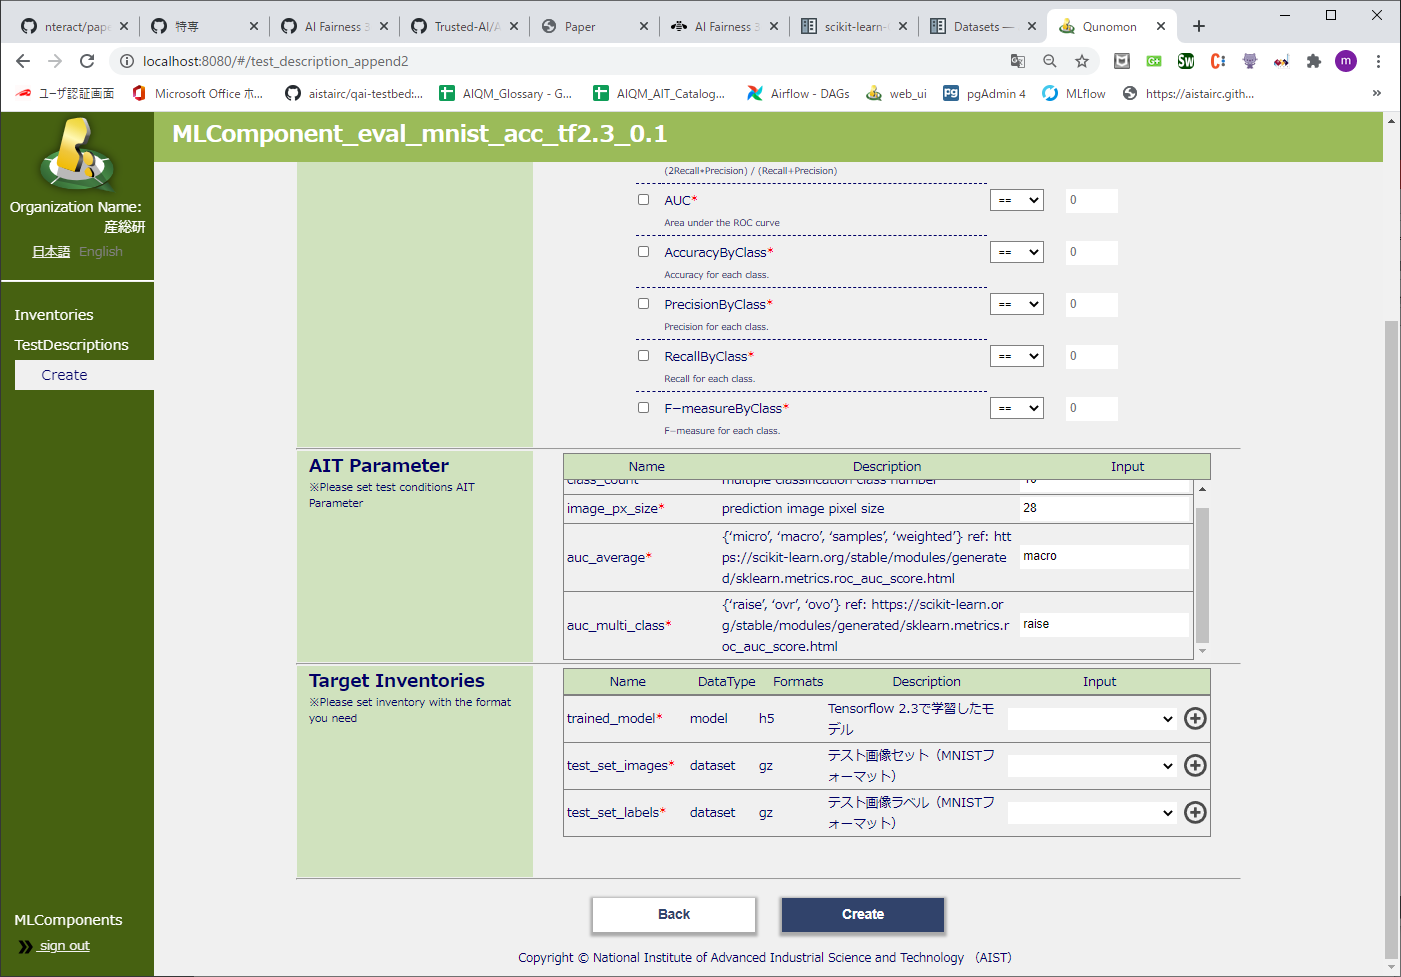 nteract/pape
特専
AI Fairness 3
Trusted-AI/A
Paper
AI Fairness 3
scikit-learn-
Datasets —
Qunomon
localhost:8080/#/test_description_append2
ユーザ認証画面
Microsoft Office ホ...
aistairc/qai-testbed:...
AIQM_Glossary - G...
AIQM_AIT_Catalog...
Airflow - DAGs
web_ui
pgAdmin 4
MLflow
https://aistairc.gith...
MLComponent_eval_mnist_acc_tf2.3_0.1
Organization Name:
産総研
日本語 English
Inventories
TestDescriptions
Create
MLComponents
sign out
(2Recall*Precision) / (Recall+Precision)
AUC* == 0
Area under the ROC curve
AccuracyByClass* == 0
Accuracy for each class.
PrecisionByClass* == 0
Precision for each class.
RecallByClass* == 0
Recall for each class.
F−measureByClass* == 0
F−measure for each class.
AIT Parameter
※Please set test conditions AIT
Parameter
Name Description Input
class_count multiple classification class number 10
image_px_size* prediction image pixel size 28
{‘micro’, ‘macro’, ‘samples’, ‘weighted’} ref: htt
auc_average* ps://scikit-learn.org/stable/modules/generate macro
d/sklearn.metrics.roc_auc_score.html
{‘raise’, ‘ovr’, ‘ovo’} ref: https://scikit-learn.or
auc_multi_class* g/stable/modules/generated/sklearn.metrics.r raise
oc_auc_score.html
Target Inventories
※Please set inventory with the format
you need
Name DataType Formats Description Input
trained_model* model h5 Tensorflow 2.3で学習したモ
デル
test_set_images* dataset gz テスト画像セット（MNISTフ
ォーマット）
test_set_labels* dataset gz テスト画像ラベル（MNISTフ
ォーマット）
Back Create
Copyright © National Institute of Advanced Industrial Science and Technology （AIST）